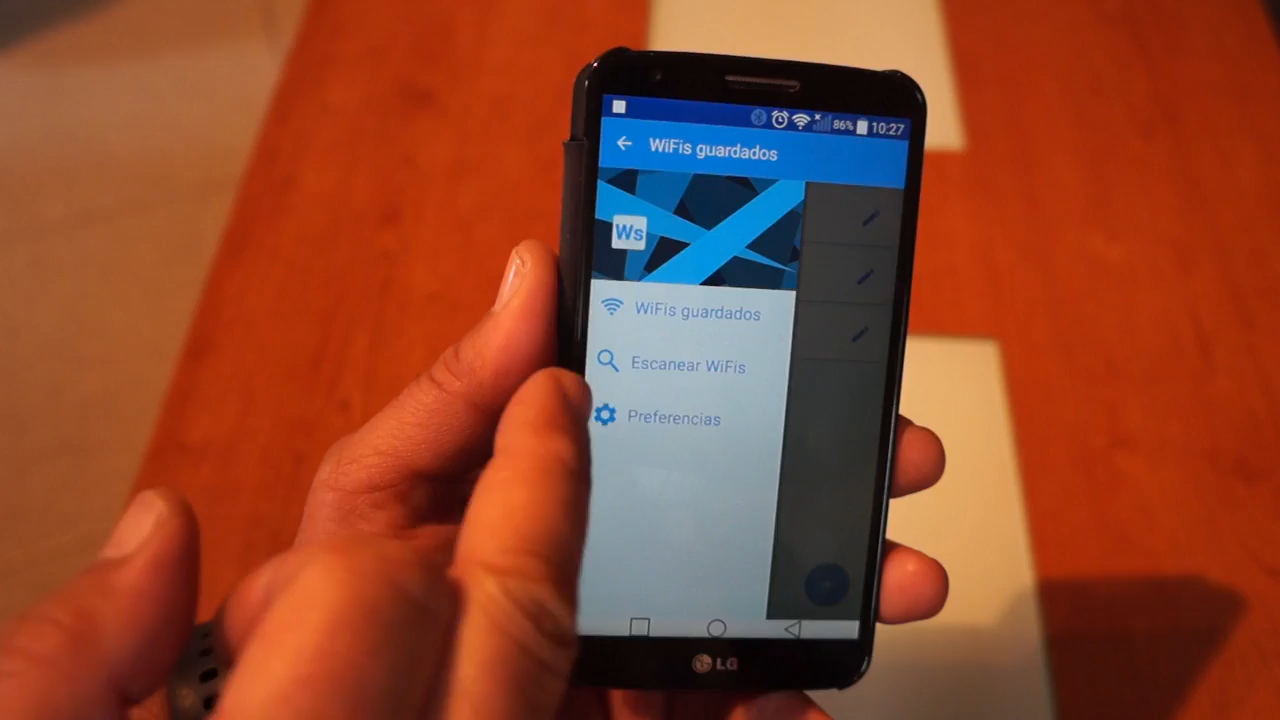 86% 10:27
WiFis guardados
Ws
WiFis guardados
Escanear WiFis
Preferencias
LG